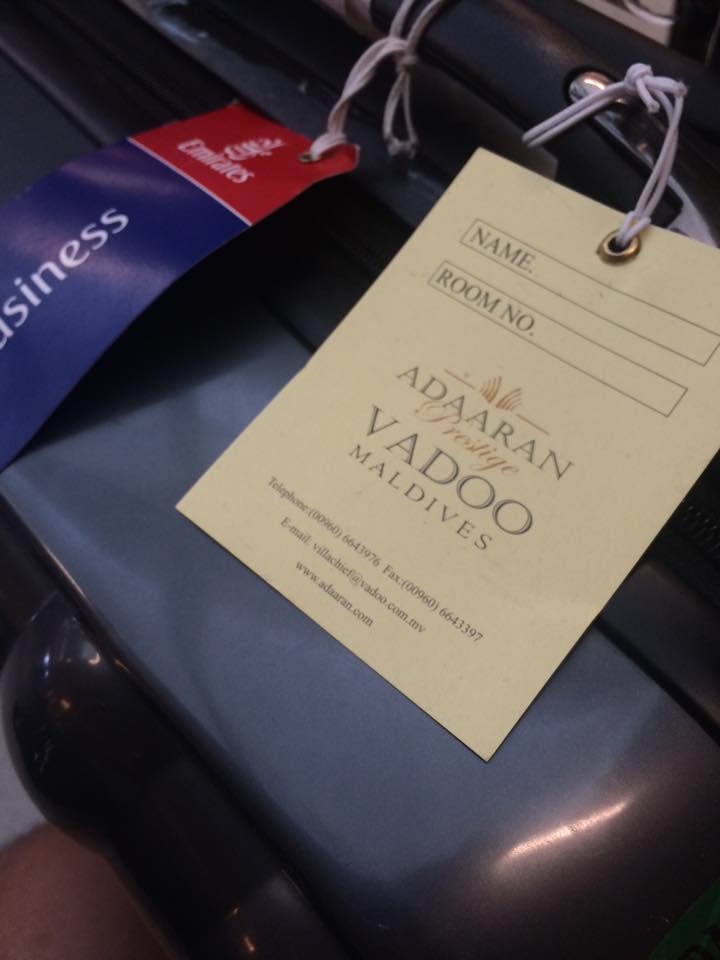 Emirates
usiness
NAME.
ROOM NO.
ADAARAN
Prestige
VADOO
MALDIVES
Telephone:(00960) 6643976 Fax:(00960) 6643397
E-mail: villachief@vadoo.com.mv
www.adaaran.com